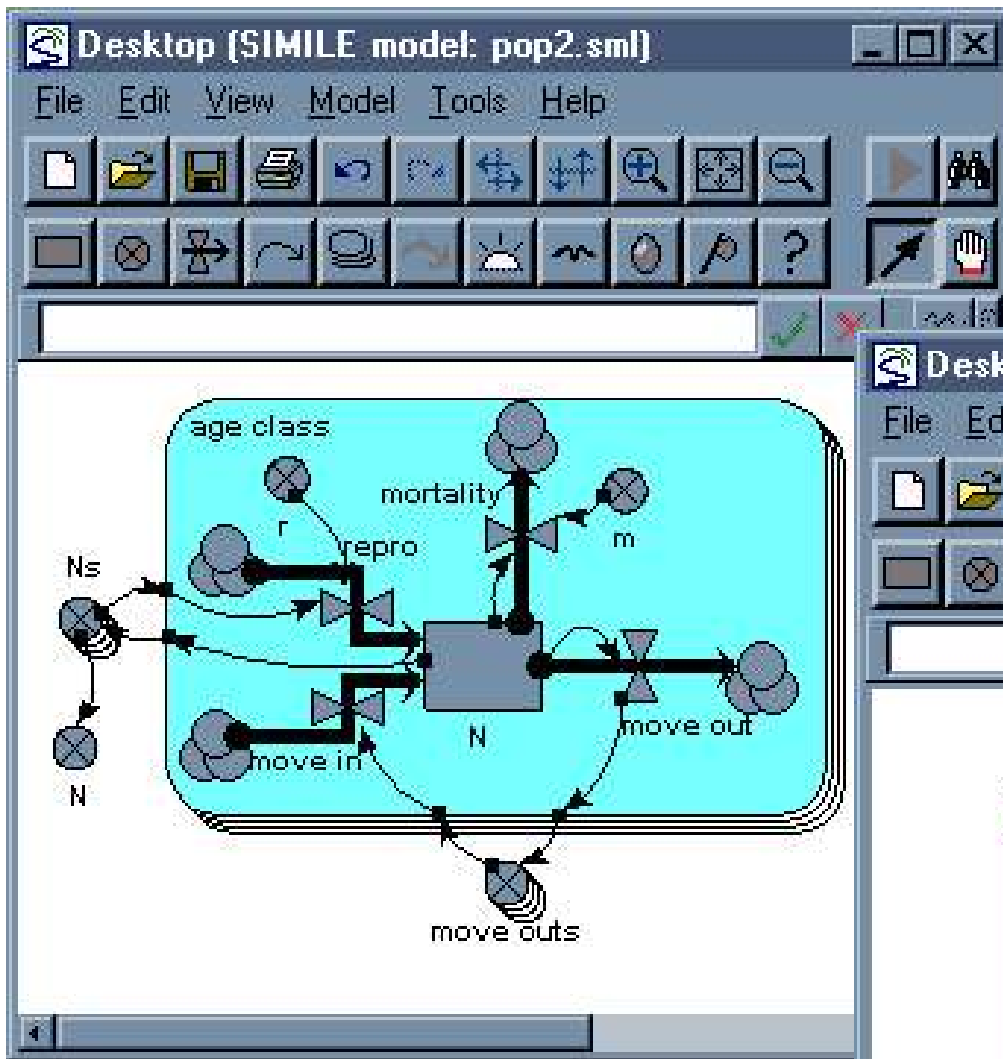 Desktop (SIMILE model: pop2.sml)
File Edit View Model Tools Help
?
Desk
File Ed
age class
mortality
r
m
repro
Ns
N
move out
move in
N
move outs